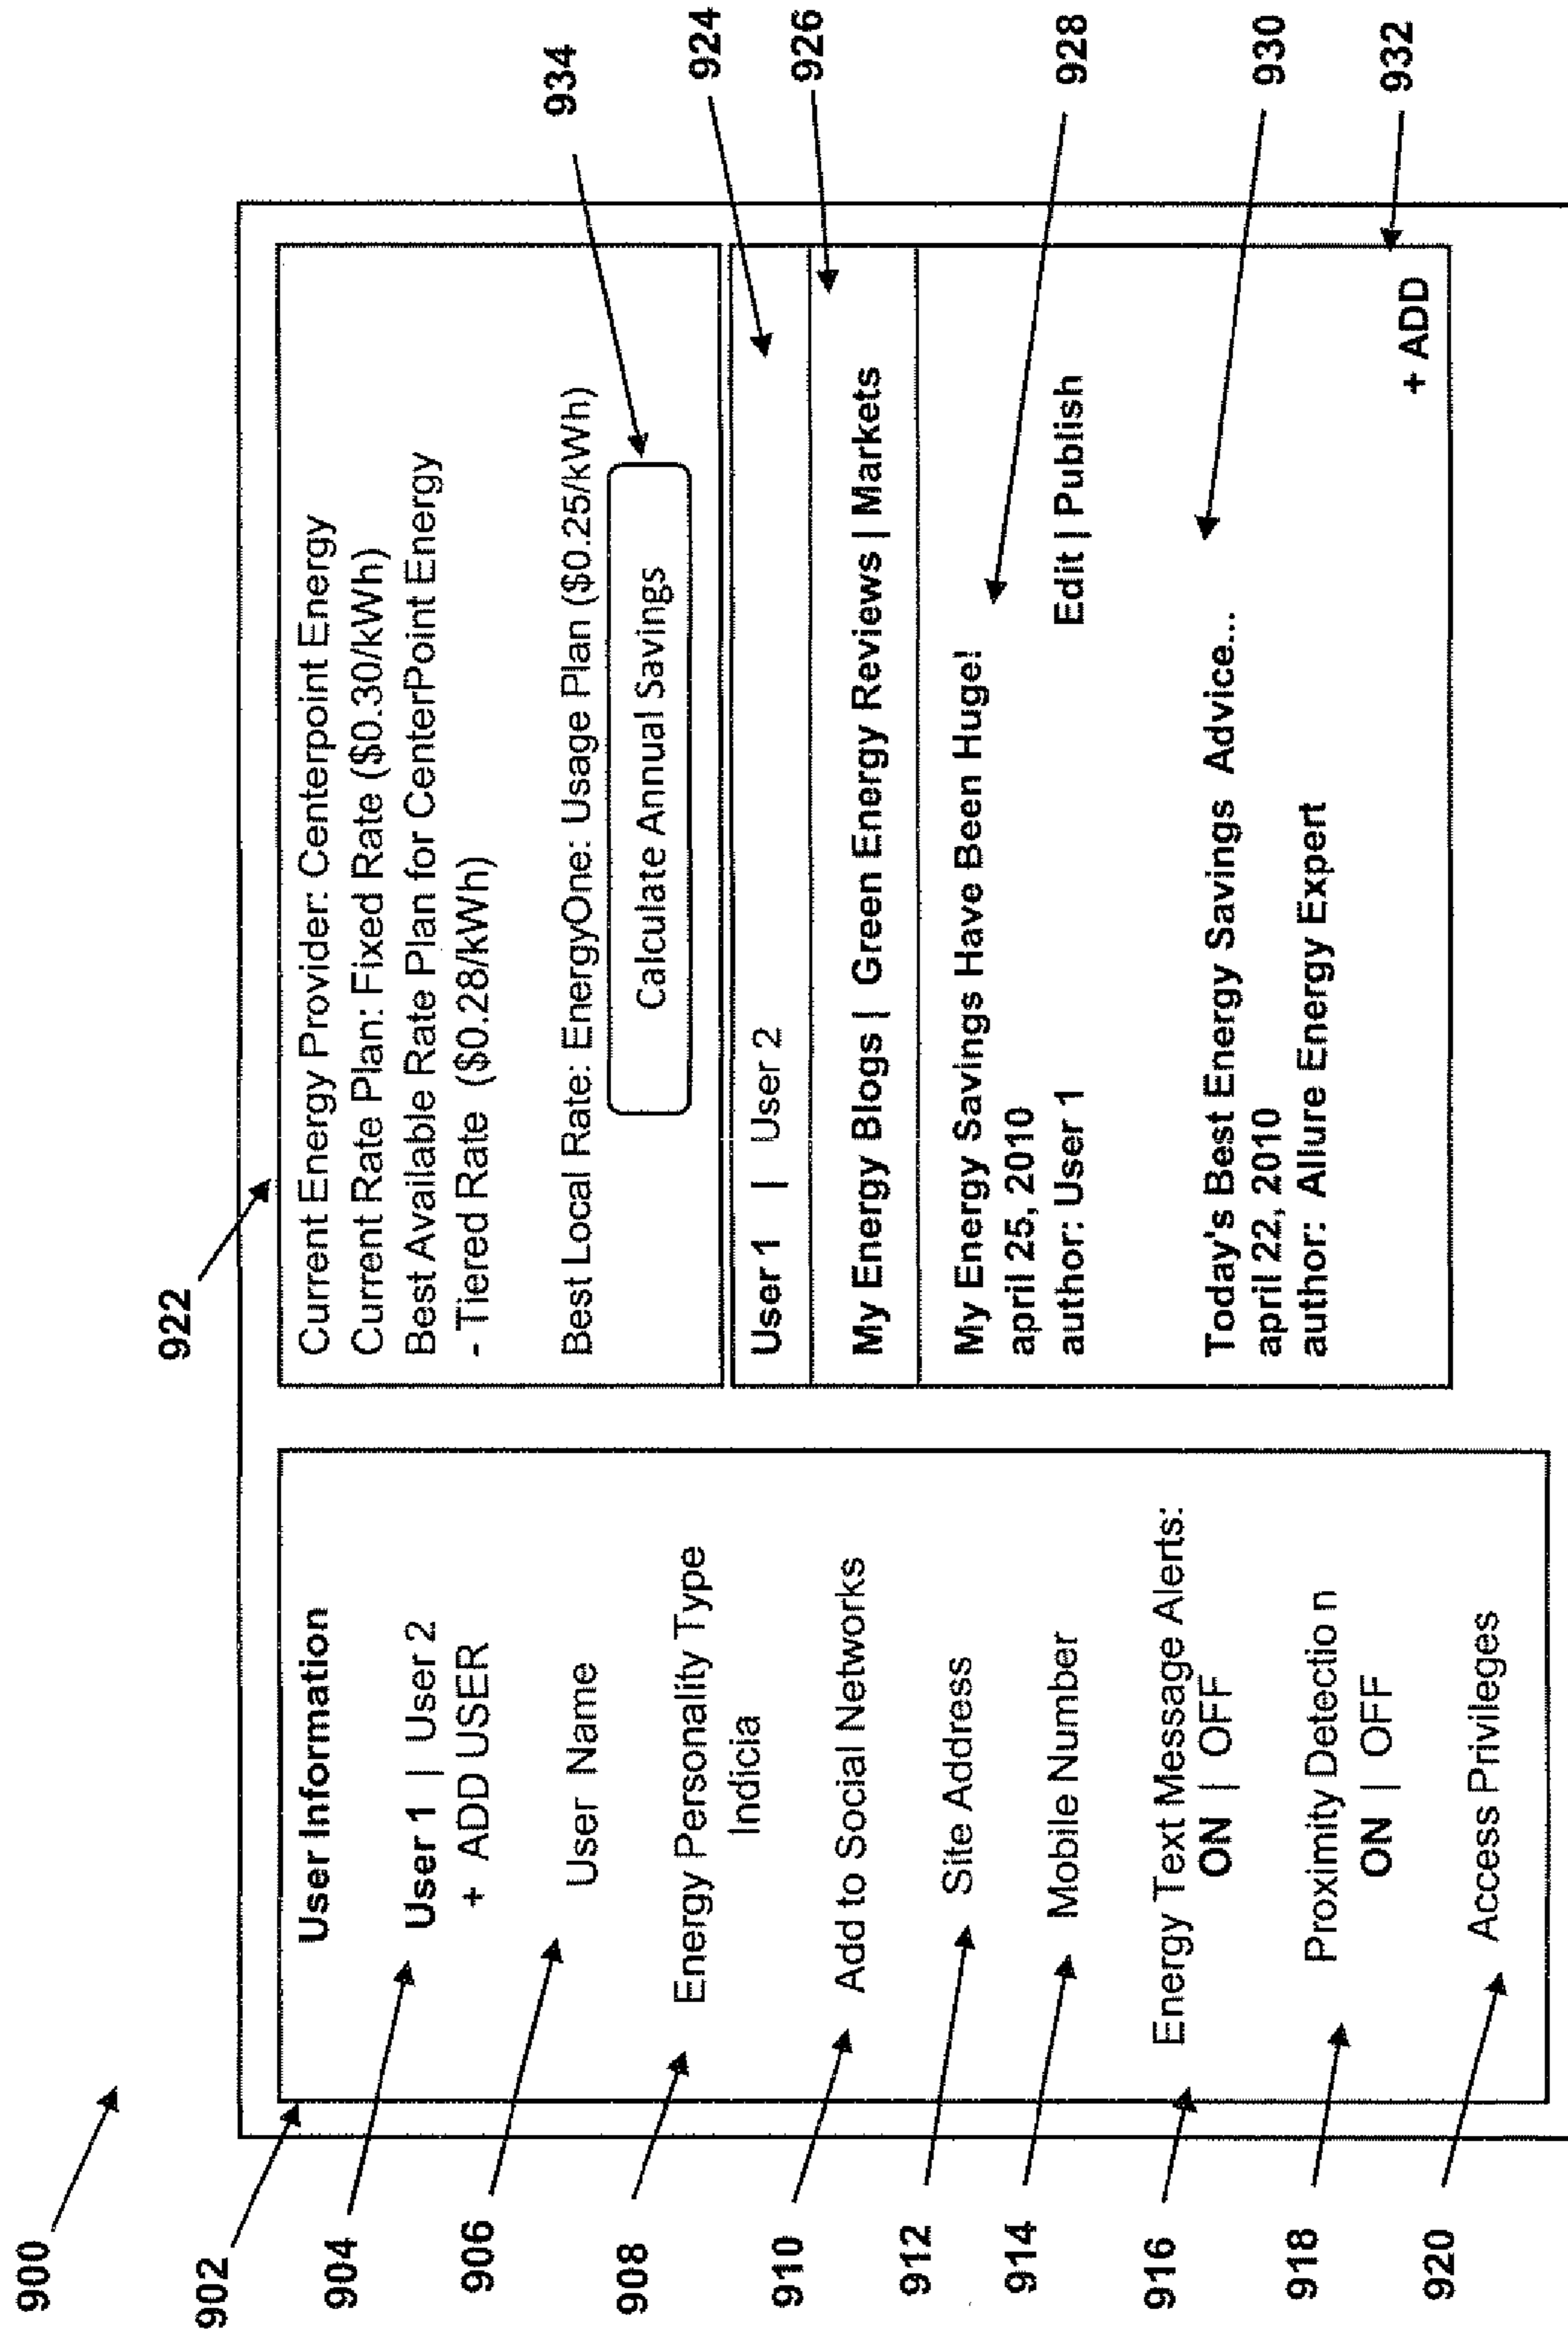 900
902
904
906
908
910
912
914
916
918
920
User Information
User 1 | User 2
+ ADD USER
User Name
Energy Personality Type
Indicia
Add to Social Networks
Site Address
Mobile Number
Energy Text Message Alerts:
ON | OFF
Proximity Detectio n
ON | OFF
Access Privileges
922
Current Energy Provider: Centerpoint Energy
Current Rate Plan: Fixed Rate ($0.30/kWh)
Best Available Rate Plan for CenterPoint Energy
- Tiered Rate ($0.28/kWh)
Best Local Rate: EnergyOne: Usage Plan ($0.25/kWh)
Calculate Annual Savings
User 1 | User 2
My Energy Blogs | Green Energy Reviews | Markets
My Energy Savings Have Been Huge!
april 25, 2010
author: User 1 Edit | Publish
Today's Best Energy Savings Advice...
april 22, 2010
author: Allure Energy Expert
+ ADD
934
924
926
928
930
932